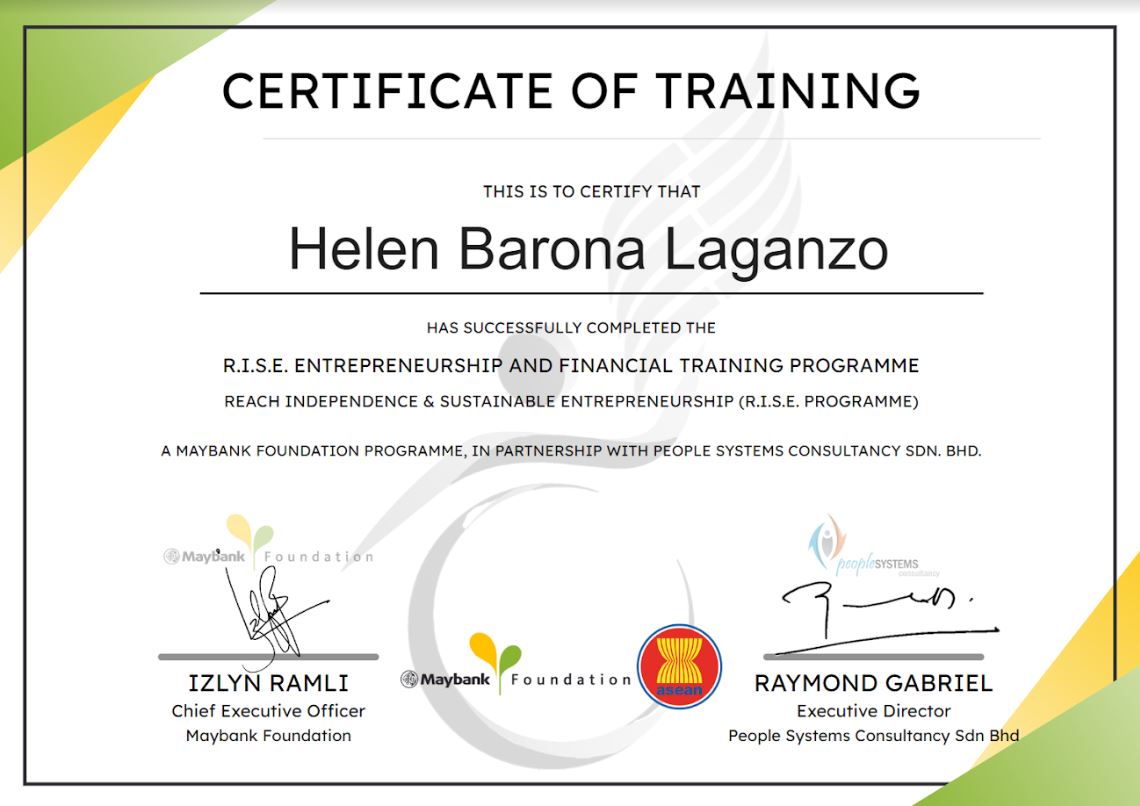 CERTIFICATE OF TRAINING
THIS IS TO CERTIFY THAT
Helen Barona Laganzo
HAS SUCCESSFULLY COMPLETED THE
R.I.S.E. ENTREPRENEURSHIP AND FINANCIAL TRAINING PROGRAMME
REACH INDEPENDENCE & SUSTAINABLE ENTREPRENEURSHIP (R.I.S.E. PROGRAMME)
A MAYBANK FOUNDATION PROGRAMME, IN PARTNERSHIP WITH PEOPLE SYSTEMS CONSULTANCY SDN. BHD.
Maybank Foundation
peopleSYSTEMS
consultancy
IZLYN RAMLI
Chief Executive Officer
Maybank Foundation
Maybank Foundation
asean
RAYMOND GABRIEL
Executive Director
People Systems Consultancy Sdn Bhd